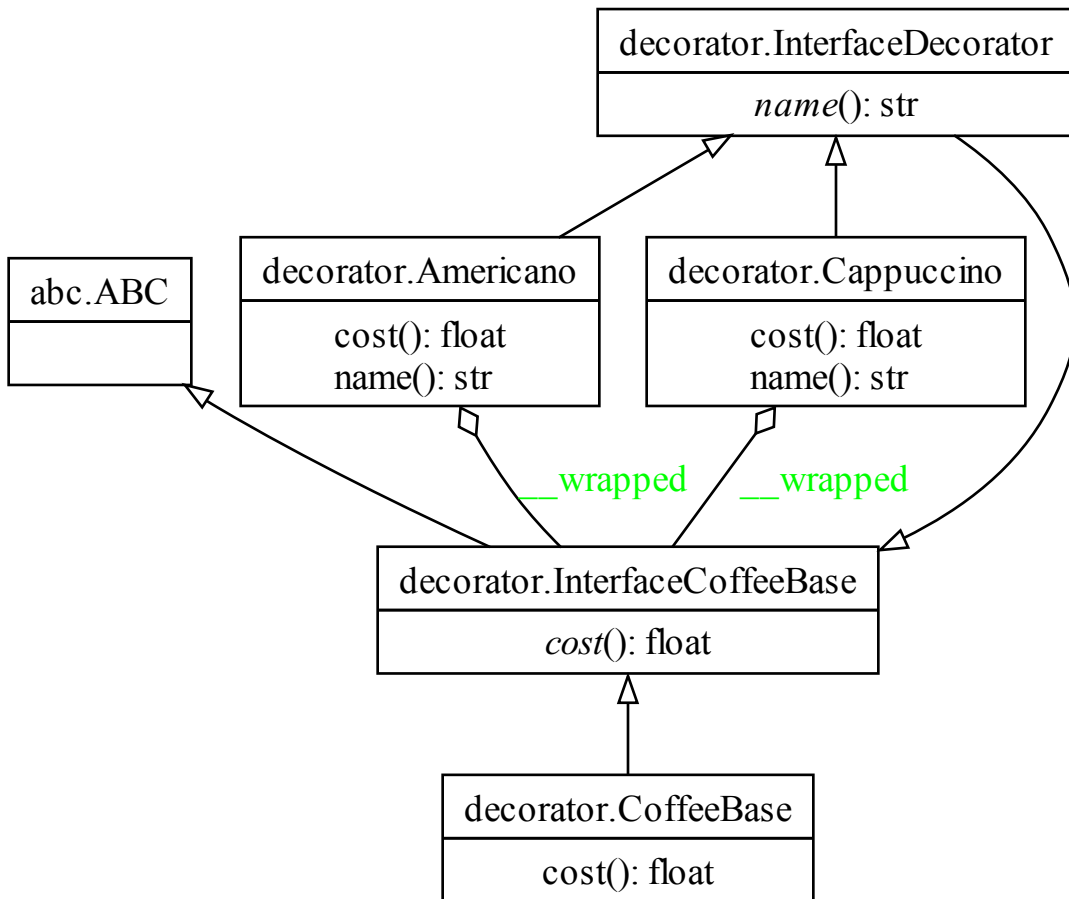 decorator.InterfaceDecorator
name(): str
decorator.Americano
cost(): float
name(): str
decorator.Cappuccino
cost(): float
name(): str
abc.ABC
__wrapped
__wrapped
decorator.InterfaceCoffeeBase
cost(): float
decorator.CoffeeBase
cost(): float